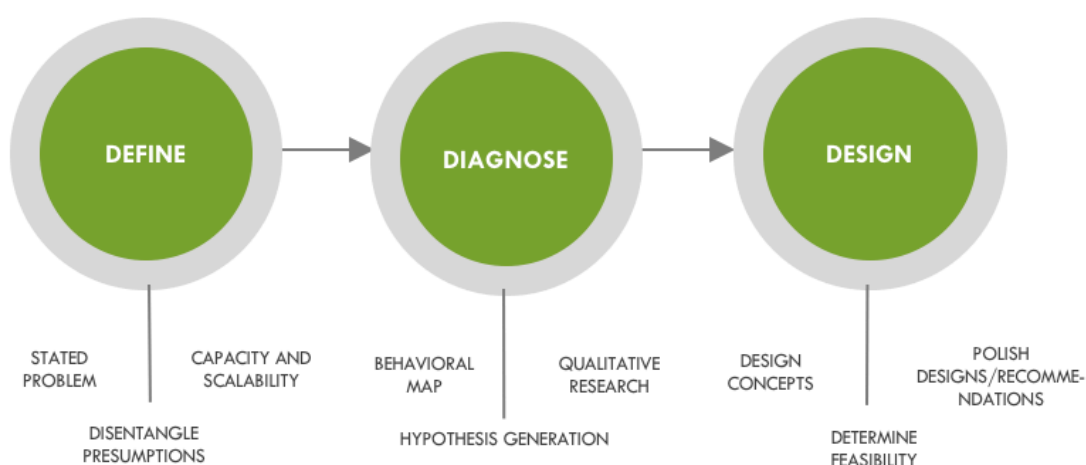 DEFINE
DIAGNOSE
DESIGN
STATED
PROBLEM
CAPACITY AND
SCALABILITY
DISENTANGLE
PRESUMPTIONS
BEHAVIORAL
MAP
QUALITATIVE
RESEARCH
HYPOTHESIS GENERATION
DESIGN
CONCEPTS
POLISH
DESIGNS/RECOMME-
NDATIONS
DETERMINE
FEASIBILITY